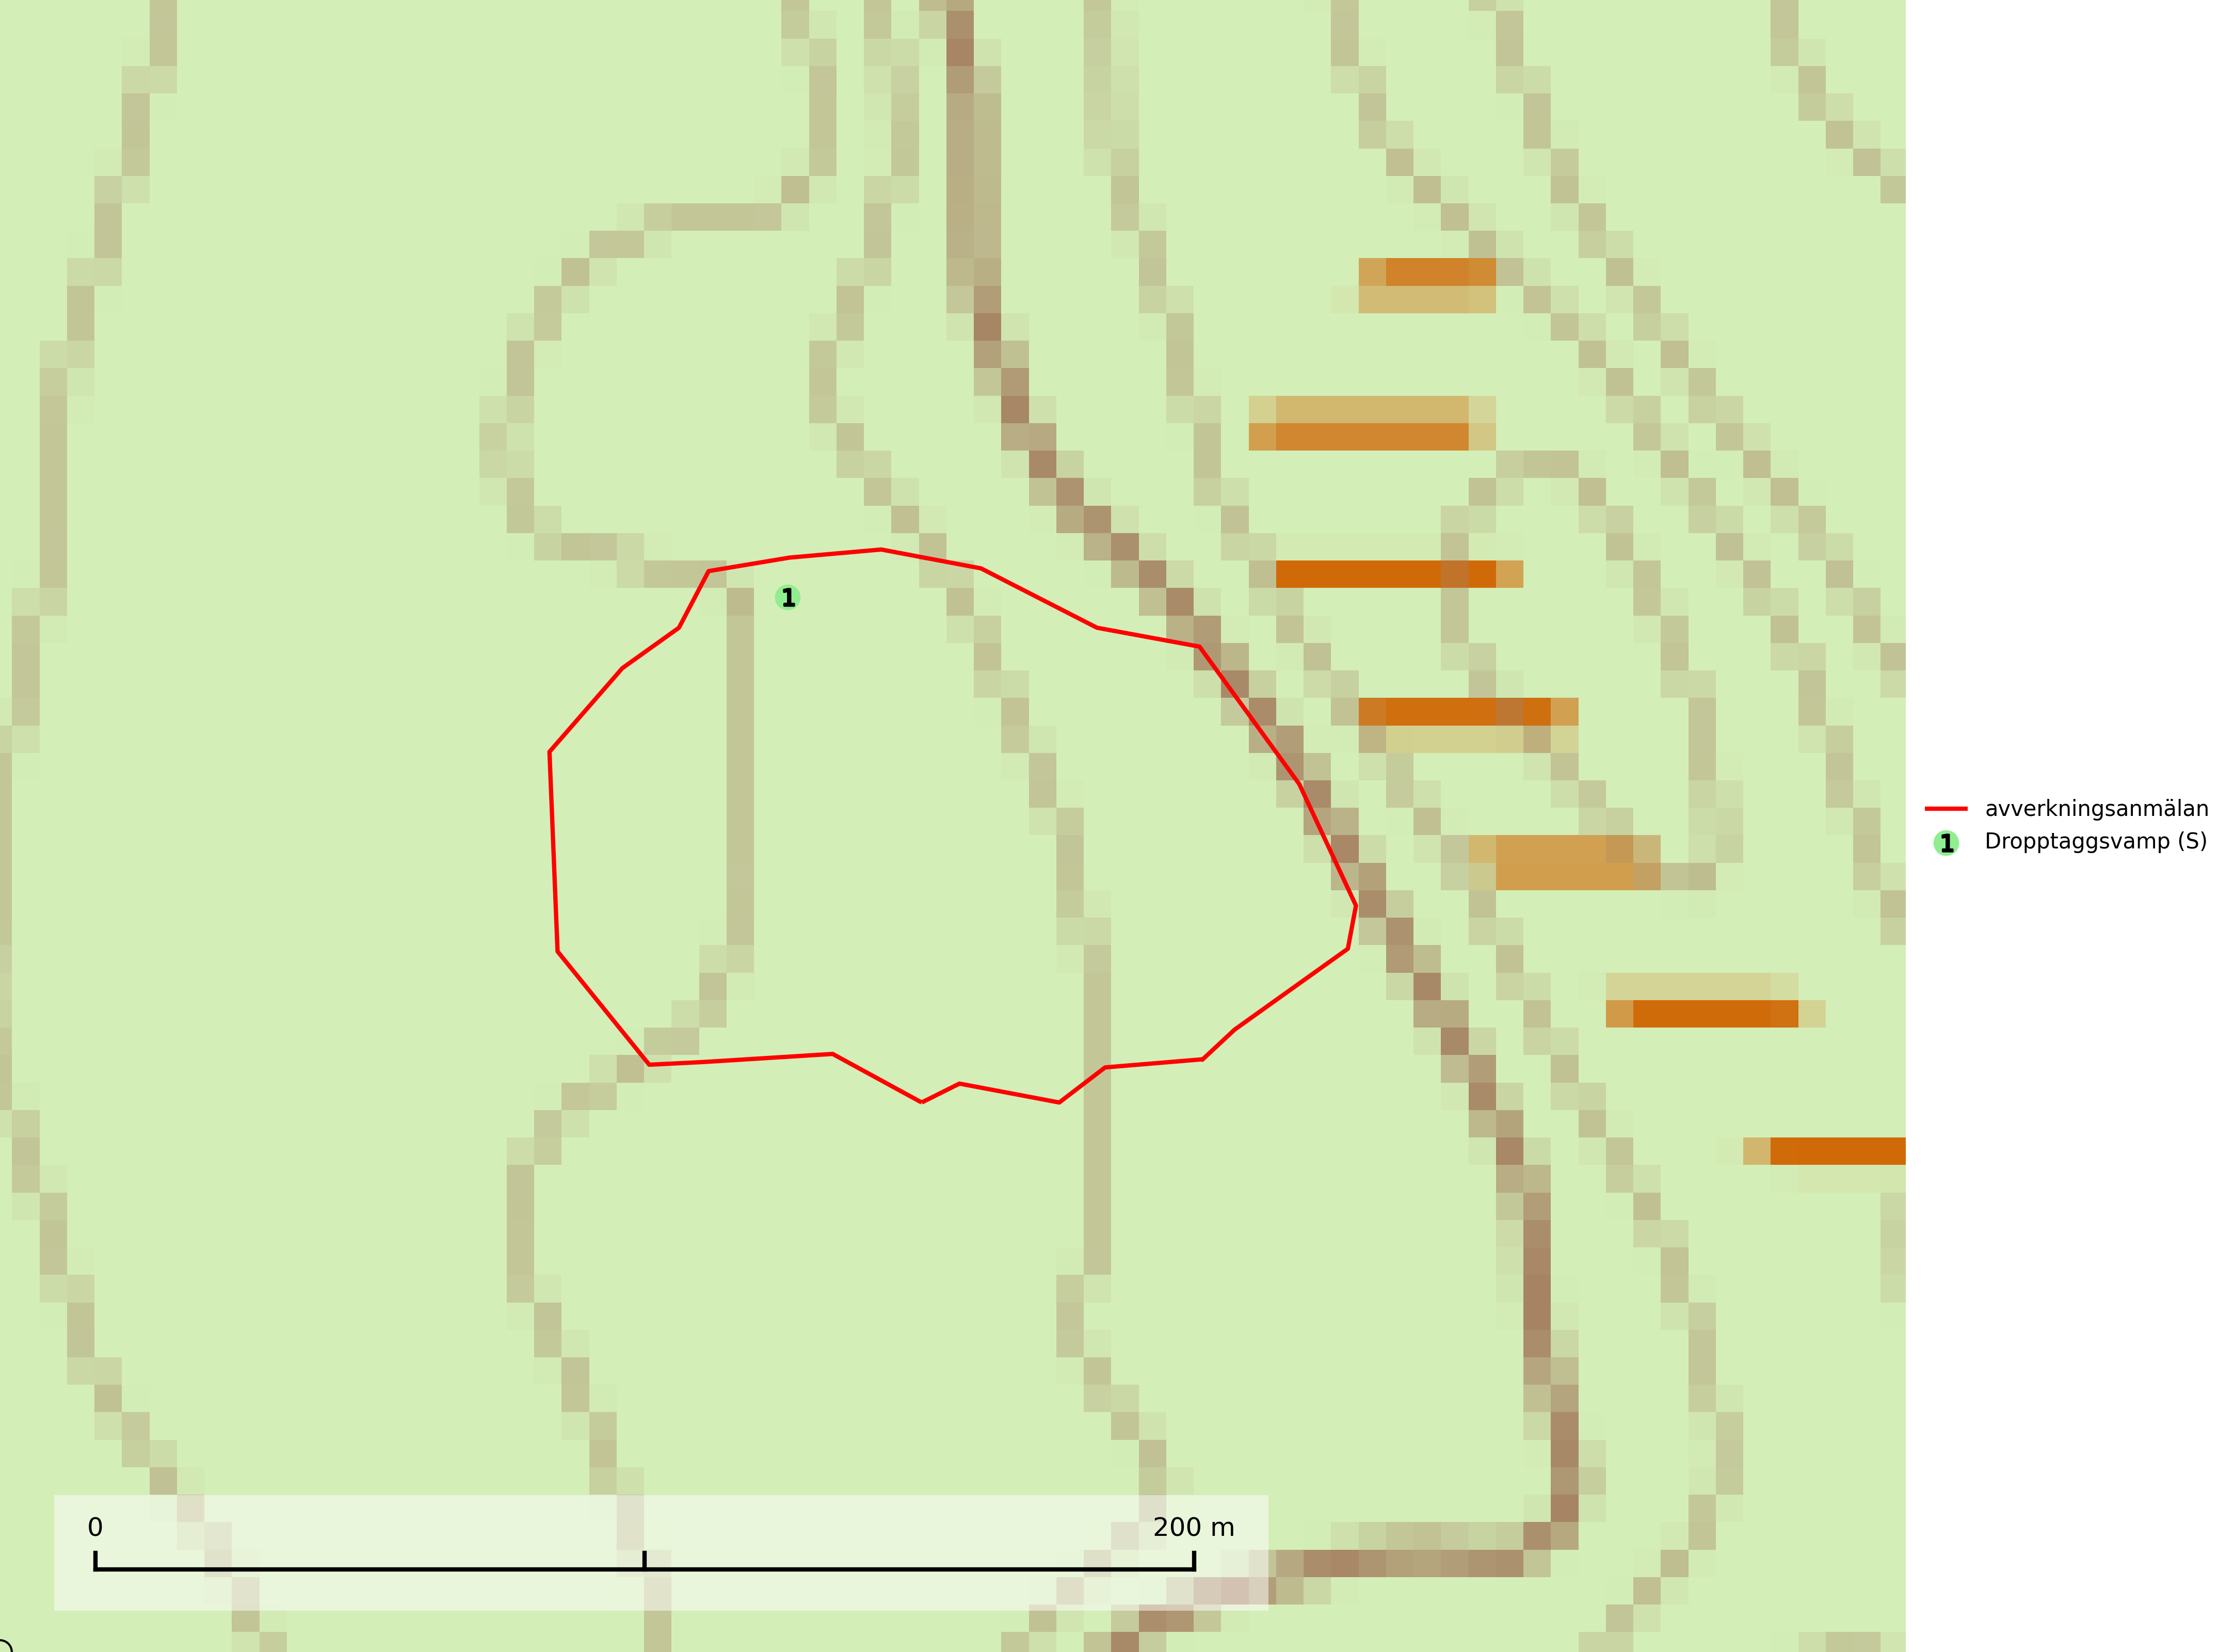 1
avverkningsanmälan
1 Dropptaggsvamp (S)
0 200 m